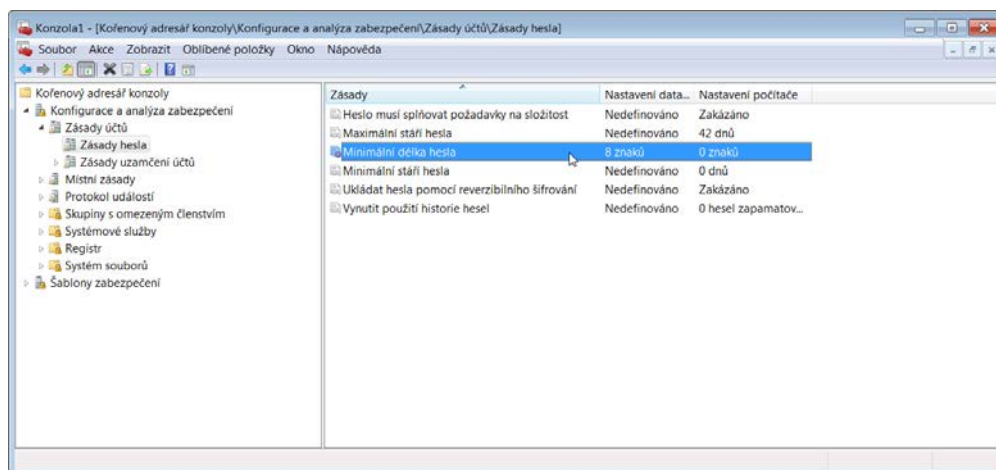 Konzola1 - [Kořenový adresář konzoly\Konfigurace a analýza zabezpečení\Zásady účtů\Zásady hesla]
Soubor Akce Zobrazit Oblíbené položky Okno Nápověda
Kořenový adresář konzoly
Konfigurace a analýza zabezpečení
Zásady účtů
Zásady hesla
Zásady uzamčení účtů
Místní zásady
Protokol událostí
Skupiny s omezeným členstvím
Systémové služby
Registr
Systém souborů
Šablony zabezpečení
Zásady Nastavení data... Nastavení počítače
Heslo musí splňovat požadavky na složitost Nedefinováno Zakázáno
Maximální stáří hesla Nedefinováno 42 dnů
Minimální délka hesla 8 znaků 0 znaků
Minimální stáří hesla Nedefinováno 0 dnů
Ukládat hesla pomocí reverzibilního šifrování Nedefinováno Zakázáno
Vynutit použití historie hesel Nedefinováno 0 hesel zapamatov...